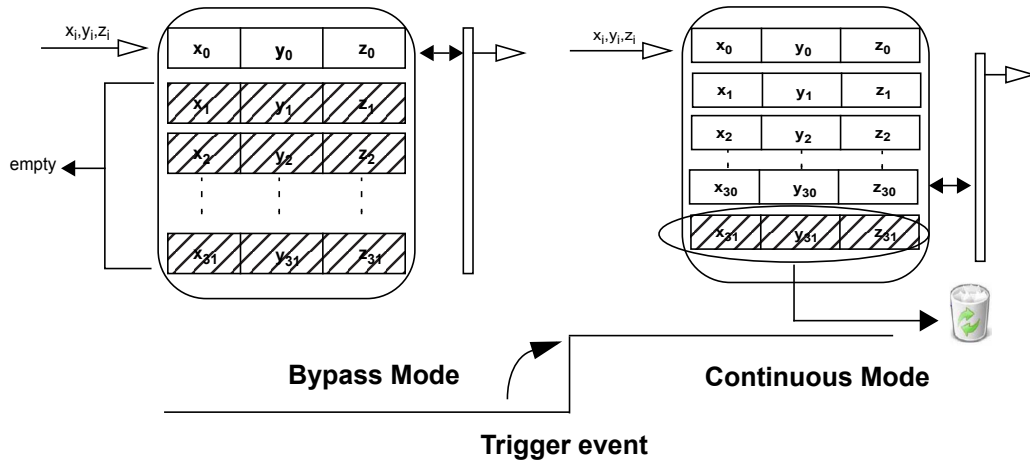 xᵢ,yᵢ,zᵢ
x₀ y₀ z₀
x₁ y₁ z₁
x₂ y₂ z₂
x₃₁ y₃₁ z₃₁
empty
xᵢ,yᵢ,zᵢ
x₀ y₀ z₀
x₁ y₁ z₁
x₂ y₂ z₂
x₃₀ y₃₀ z₃₀
x₃₁ y₃₁ z₃₁
Bypass Mode
Continuous Mode
Trigger event